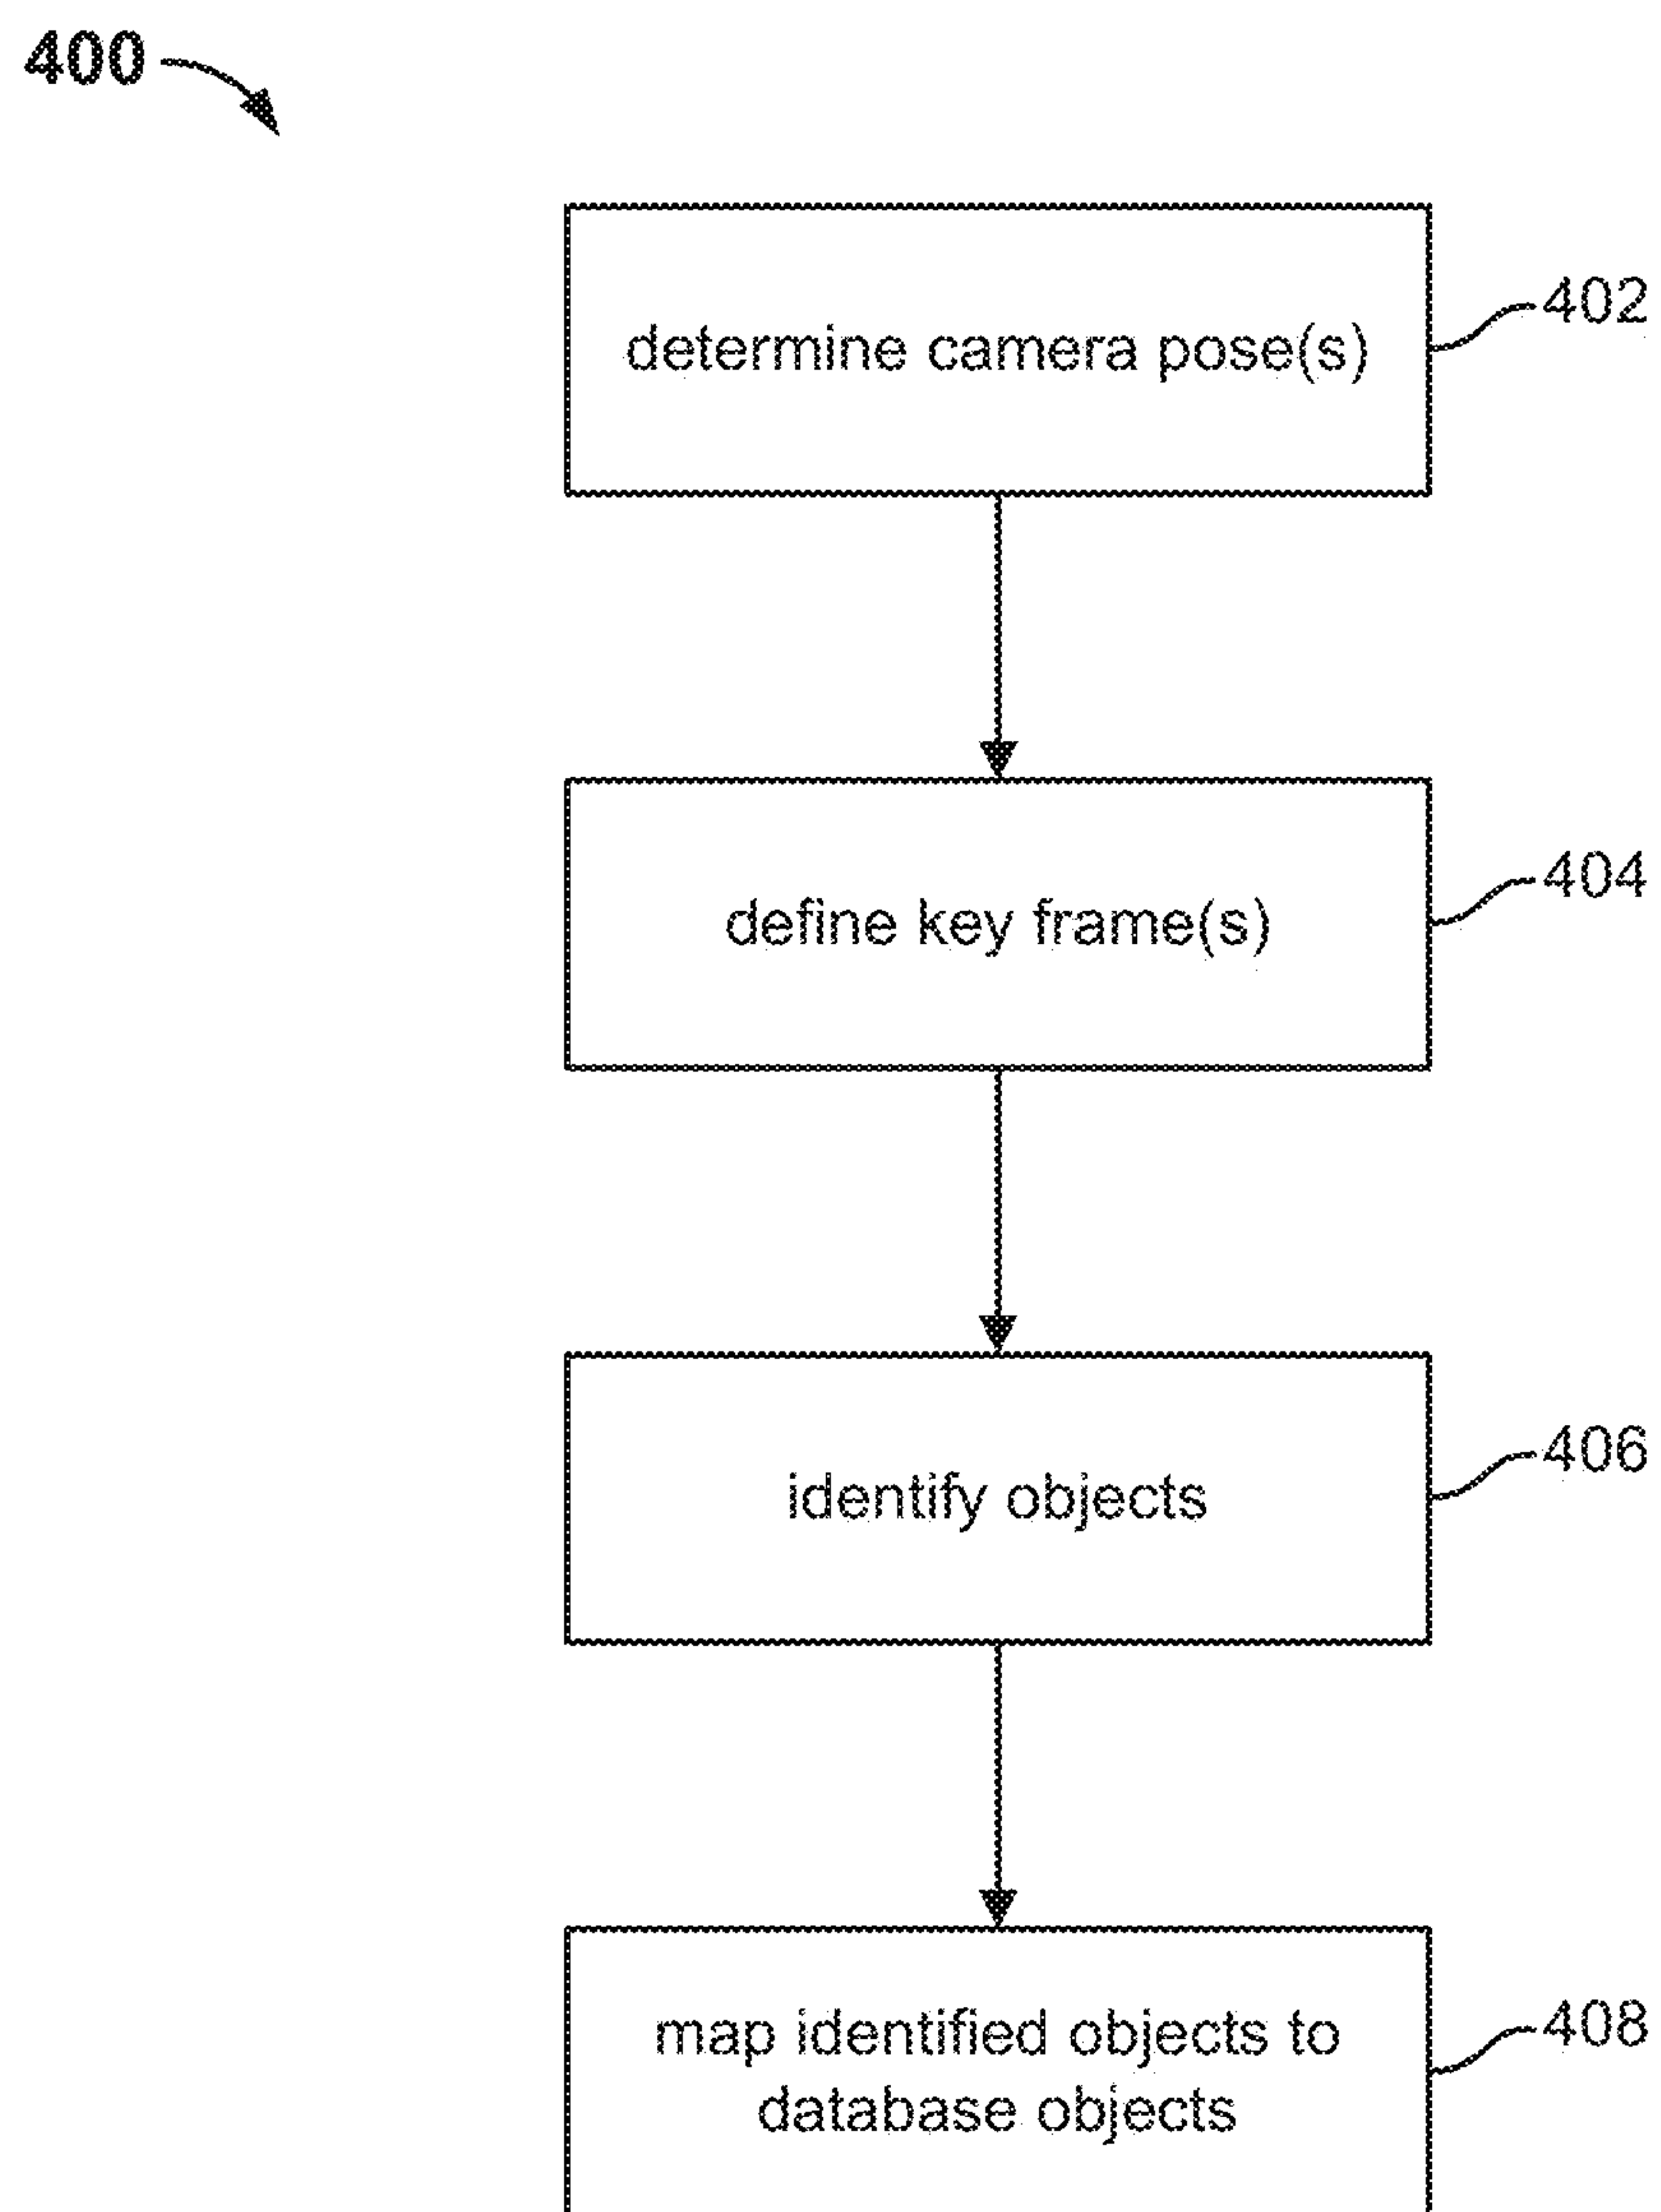 400
determine camera pose(s)
402
define key frame(s)
404
identify objects
406
map identified objects to
database objects
408